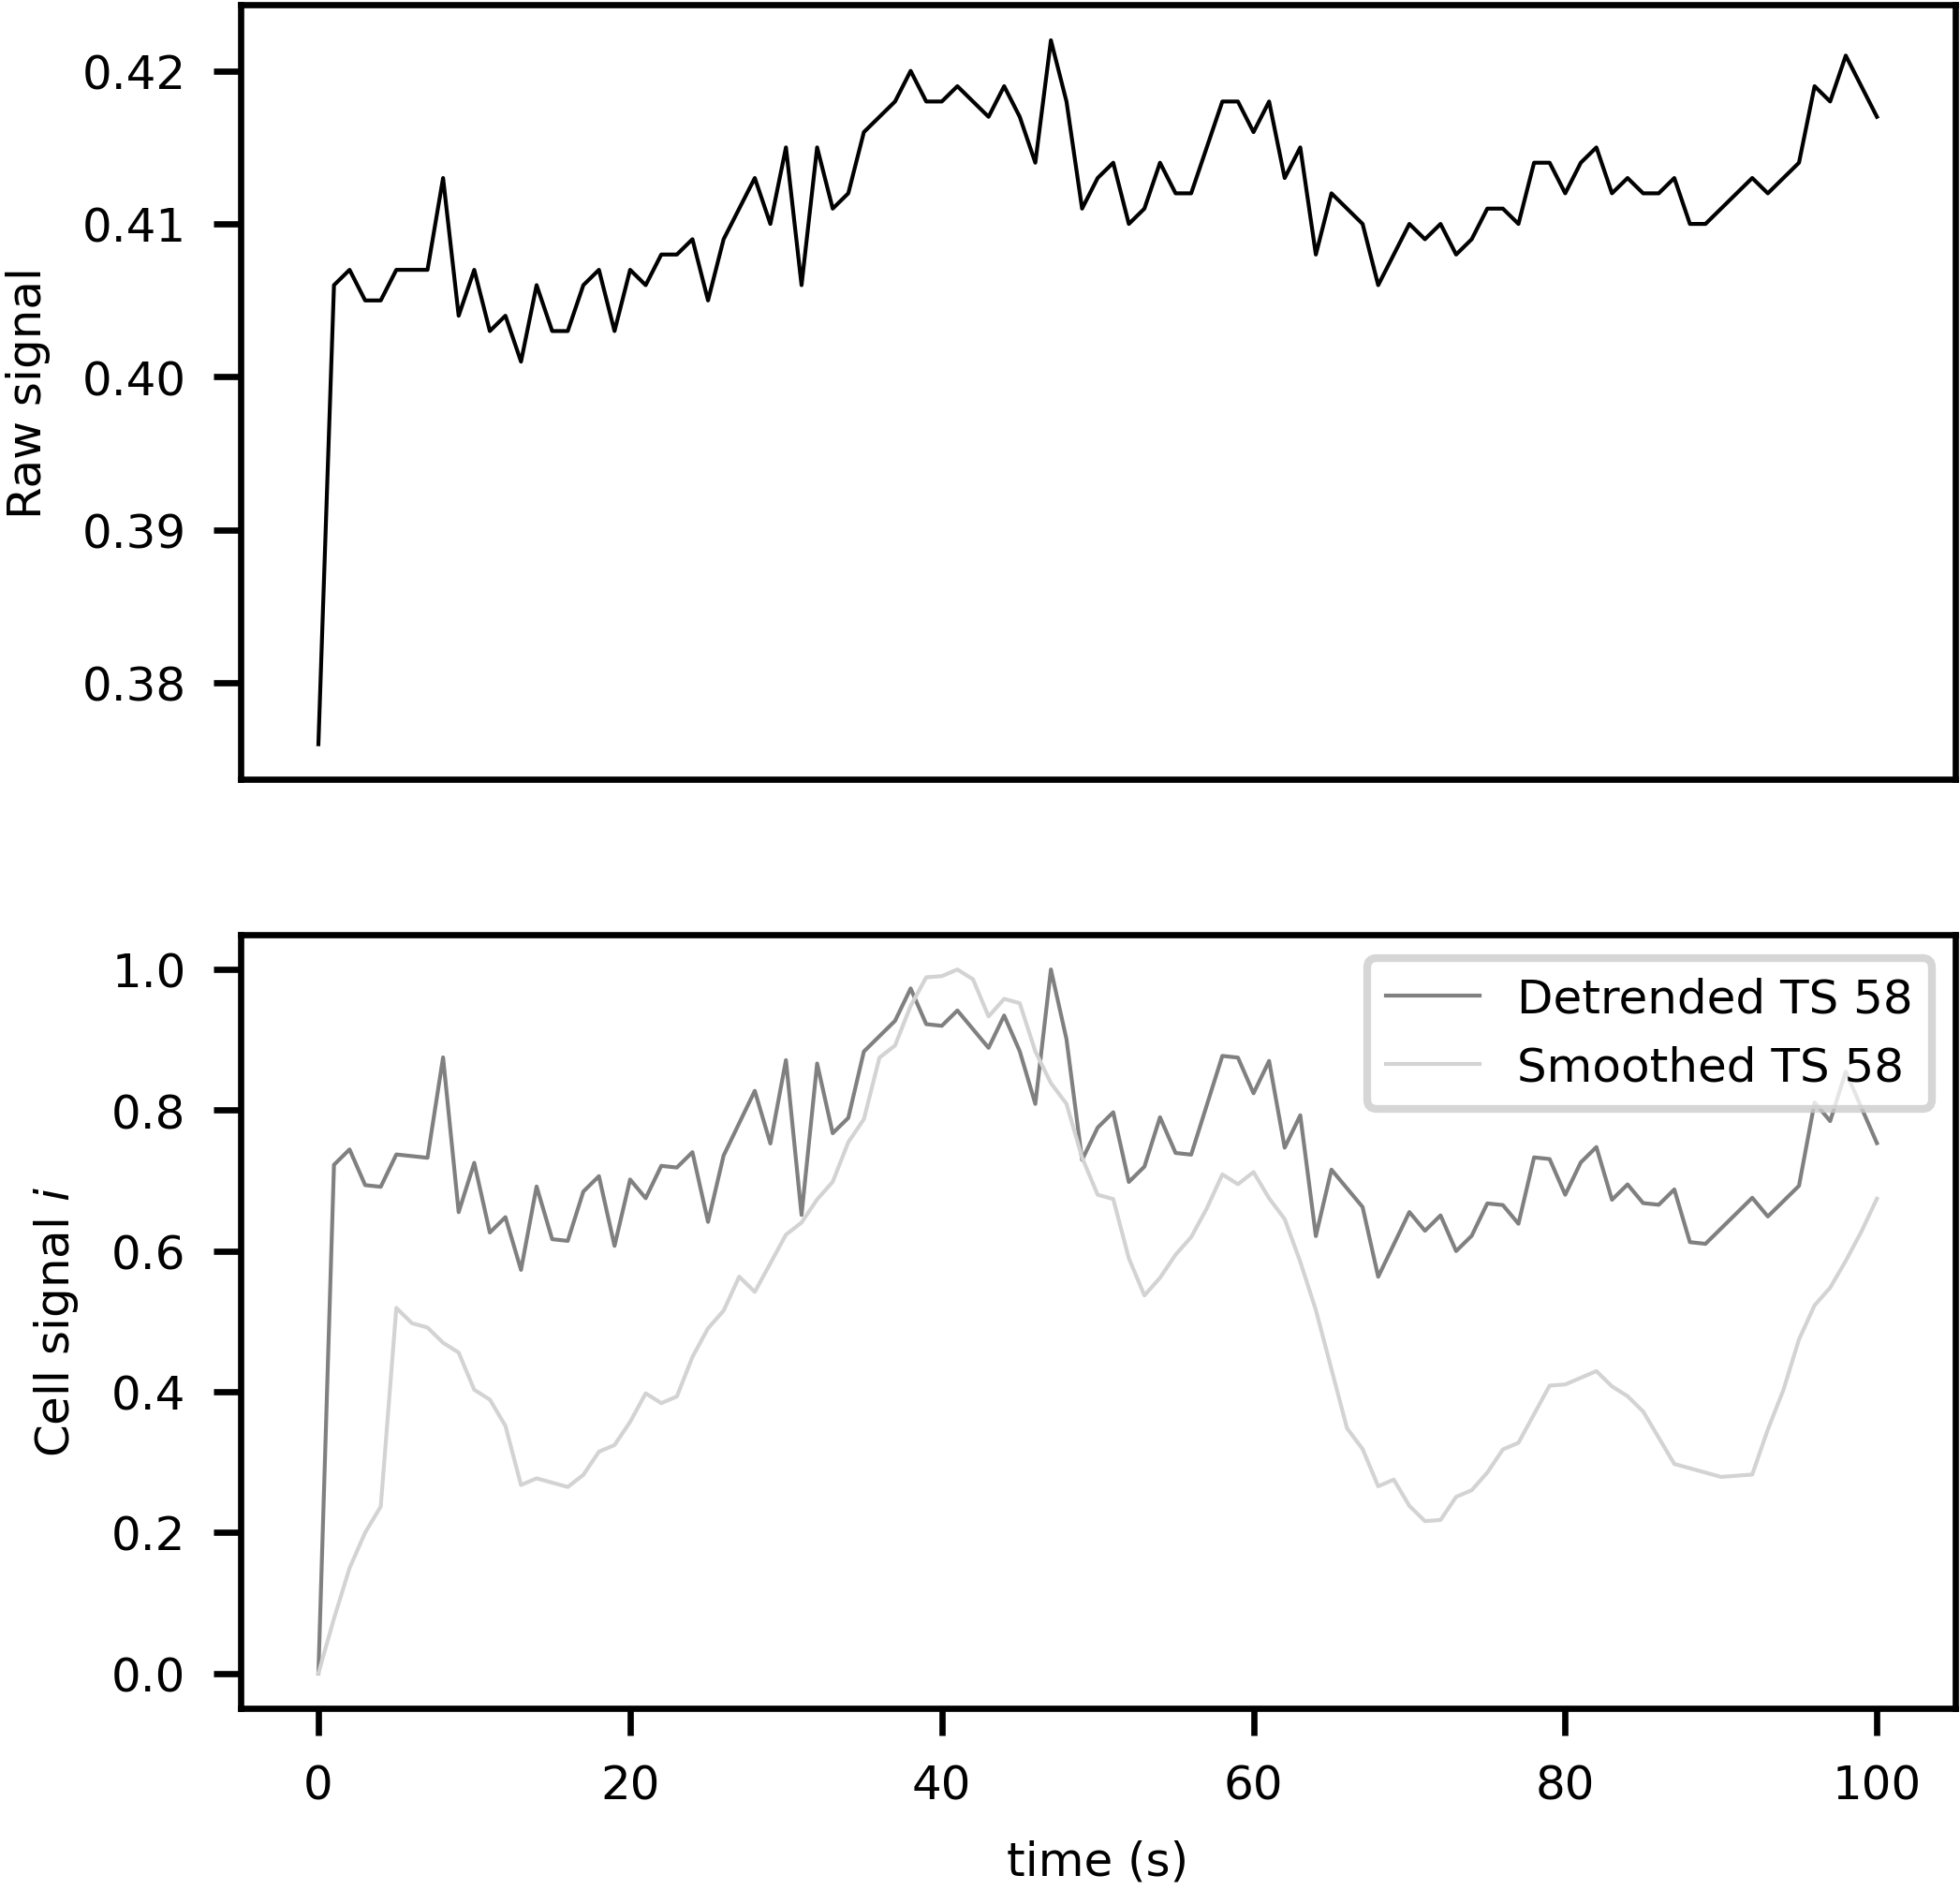 0.42
0.41
0.40
0.39
0.38
Raw signal
1.0
0.8
0.6
0.4
0.2
0.0
Cell signal i
Detrended TS 58
Smoothed TS 58
0 20 40 60 80 100
time (s)